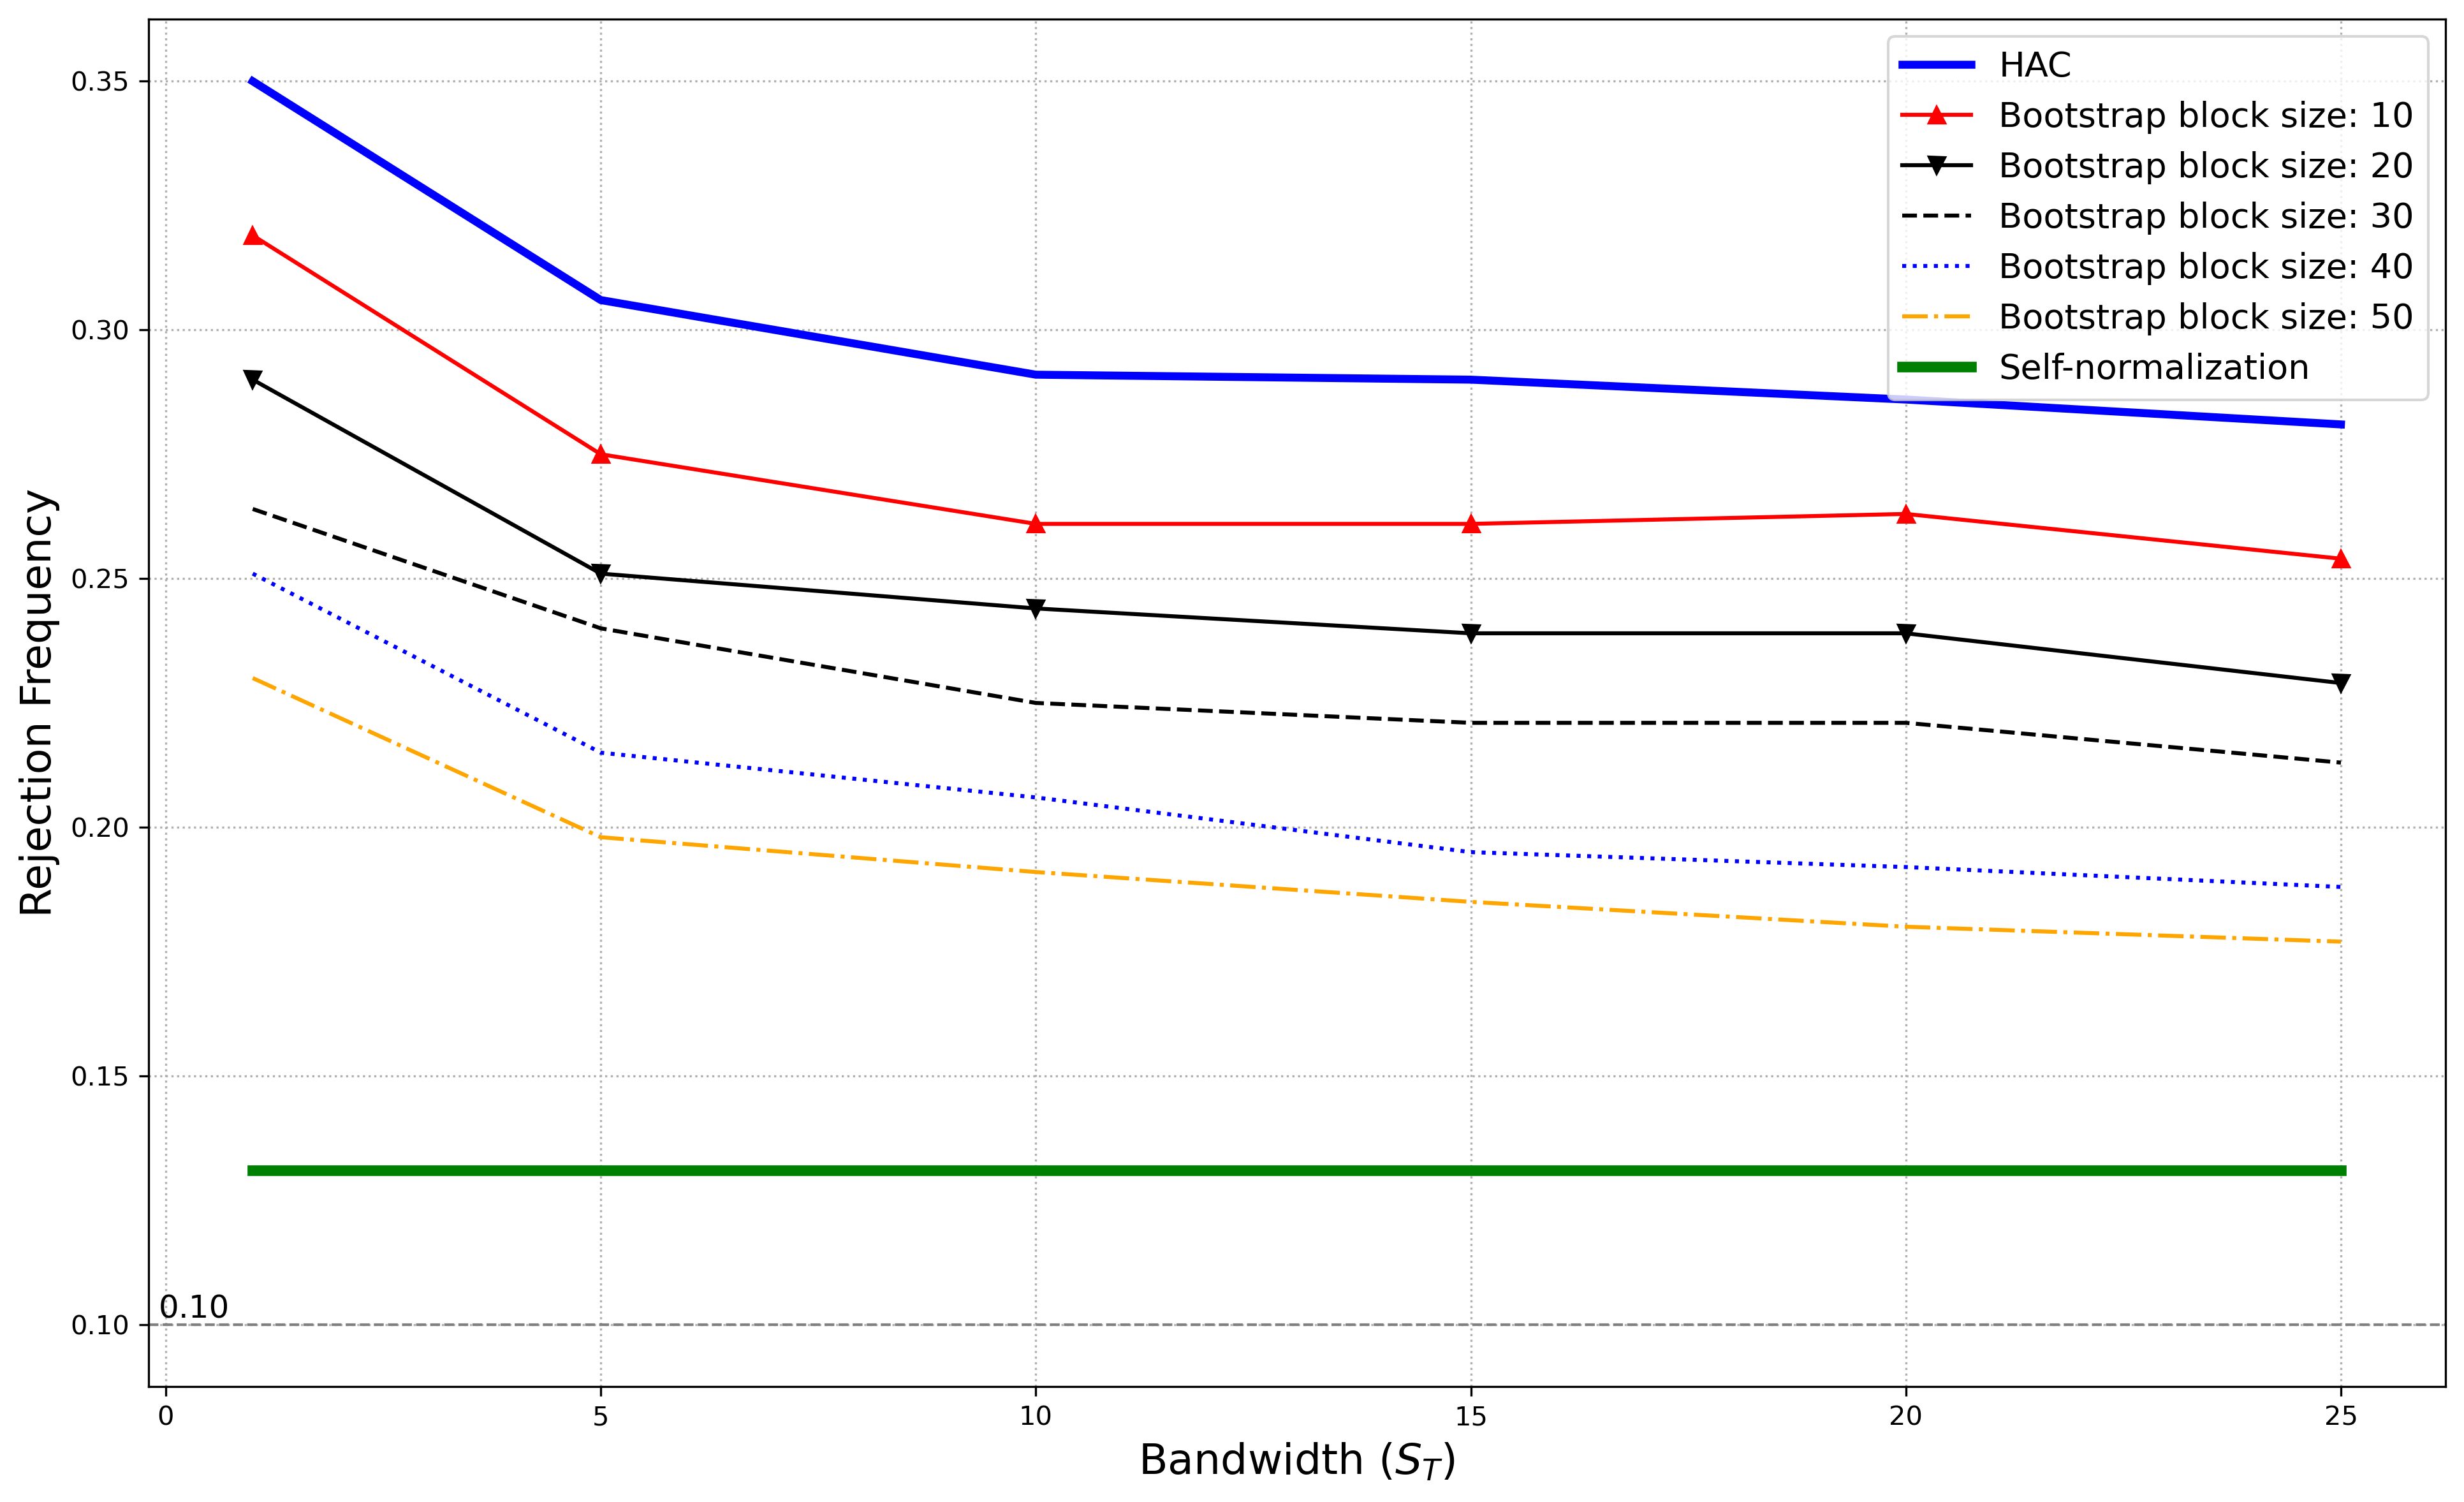 Rejection Frequency
0.35
0.30
0.25
0.20
0.15
0.10
0.10
HAC
Bootstrap block size: 10
Bootstrap block size: 20
Bootstrap block size: 30
Bootstrap block size: 40
Bootstrap block size: 50
Self-normalization
0 5 10 15 20 25
Bandwidth (S_T)